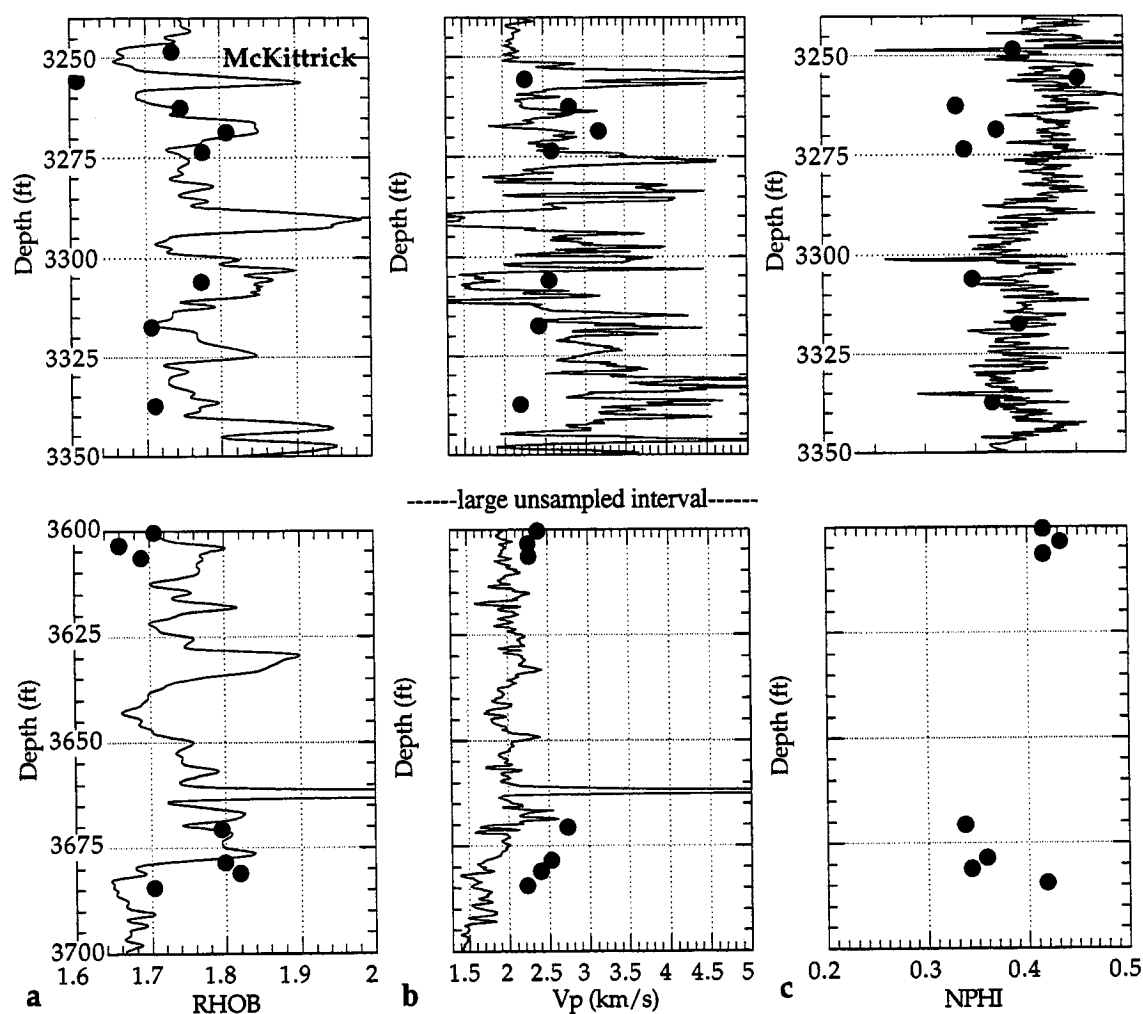 McKittrick
3250
3275
3300
3325
3350
Depth (ft)
Depth (ft)
3250
3275
3300
3325
3350
Depth (ft)
------large unsampled interval------
3600
3625
3650
3675
3700
Depth (ft)
1.6 1.7 1.8 1.9 2
a RHOB
Depth (ft)
1.5 2 2.5 3 3.5 4 4.5 5
b Vp (km/s)
Depth (ft)
0.2 0.3 0.4 0.5
c NPHI